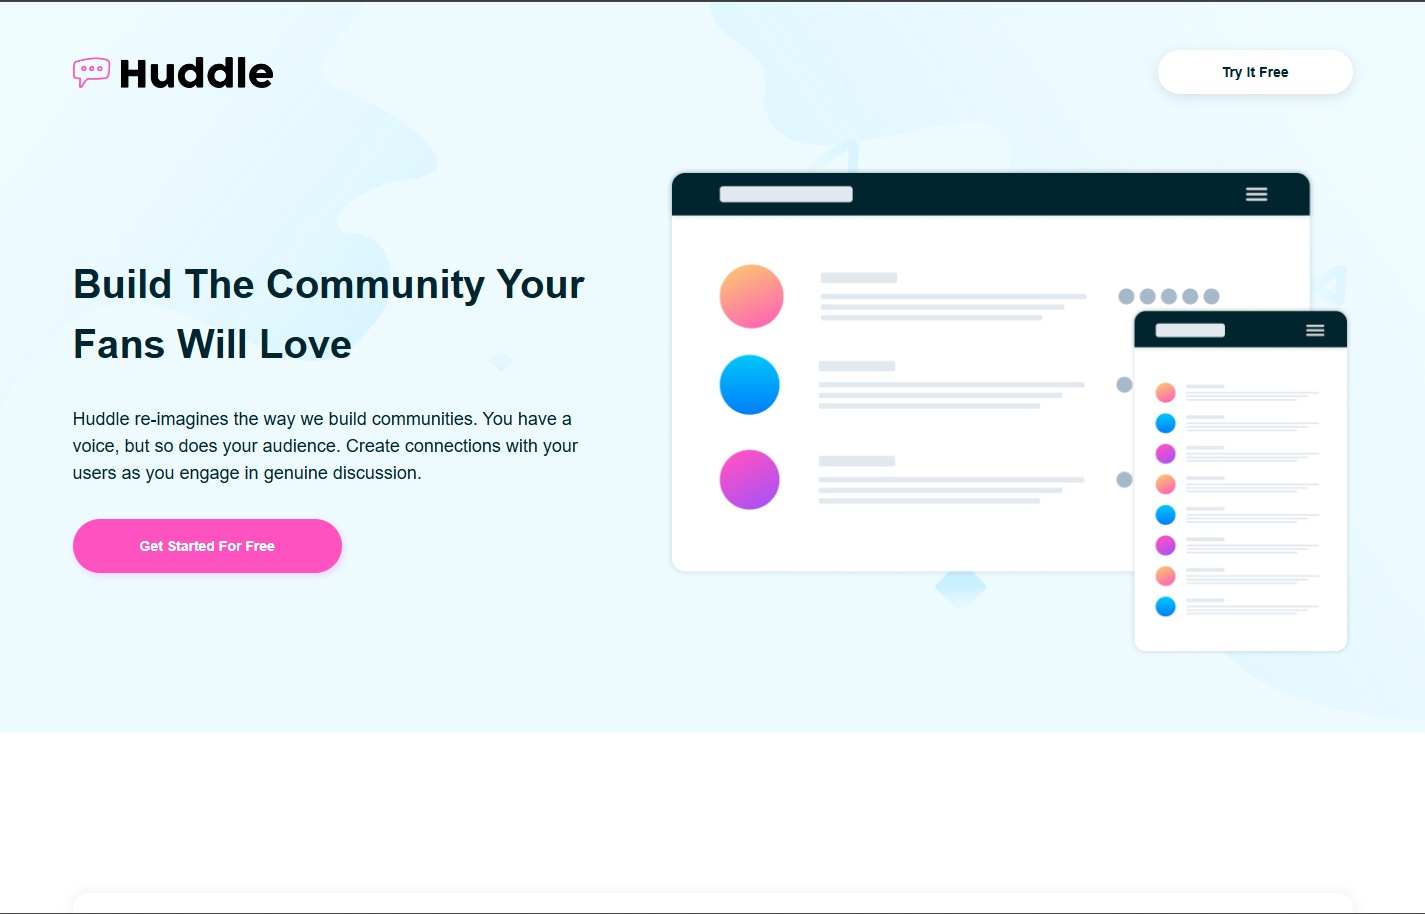 Huddle
Try It Free
Build The Community Your
Fans Will Love
Huddle re-imagines the way we build communities. You have a
voice, but so does your audience. Create connections with your
users as you engage in genuine discussion.
Get Started For Free